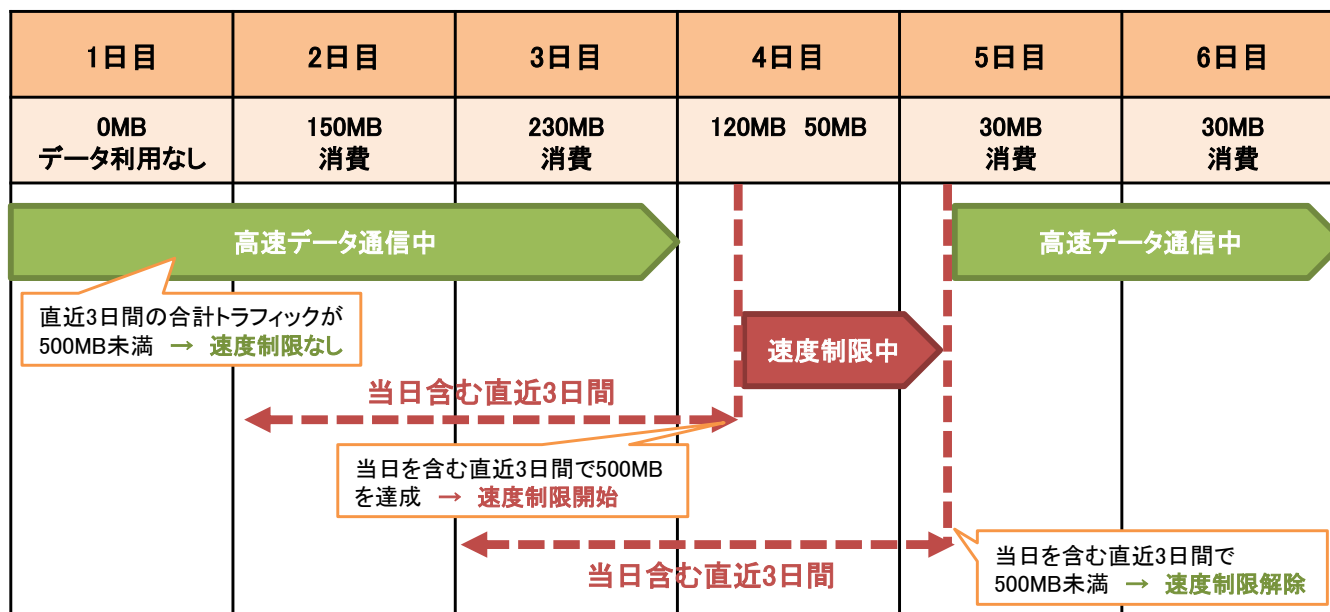 1日目
2日目
3日目
4日目
5日目
6日目
0MB
データ利用なし
150MB
消費
230MB
消費
120MB 50MB
30MB
消費
30MB
消費
高速データ通信中
高速データ通信中
直近3日間の合計トラフィックが
500MB未満 → 速度制限なし
速度制限中
当日含む直近3日間
当日を含む直近3日間で500MB
を達成 → 速度制限開始
当日含む直近3日間
当日を含む直近3日間で
500MB未満 → 速度制限解除